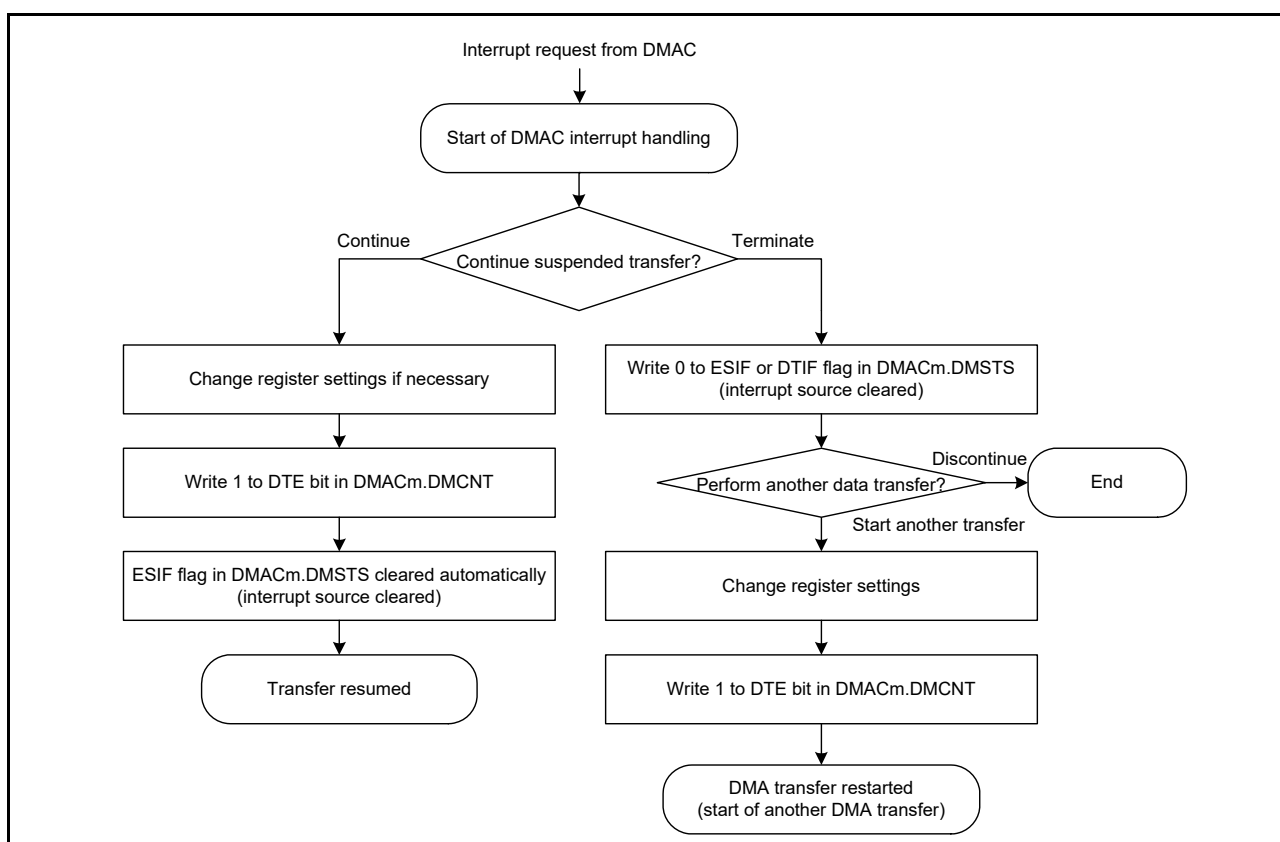 Interrupt request from DMAC
Start of DMAC interrupt handling
Continue
Terminate
Continue suspended transfer?
Change register settings if necessary
Write 1 to DTE bit in DMACm.DMCNT
ESIF flag in DMACm.DMSTS cleared automatically
(interrupt source cleared)
Transfer resumed
Write 0 to ESIF or DTIF flag in DMACm.DMSTS
(interrupt source cleared)
Discontinue
Perform another data transfer?
End
Start another transfer
Change register settings
Write 1 to DTE bit in DMACm.DMCNT
DMA transfer restarted
(start of another DMA transfer)